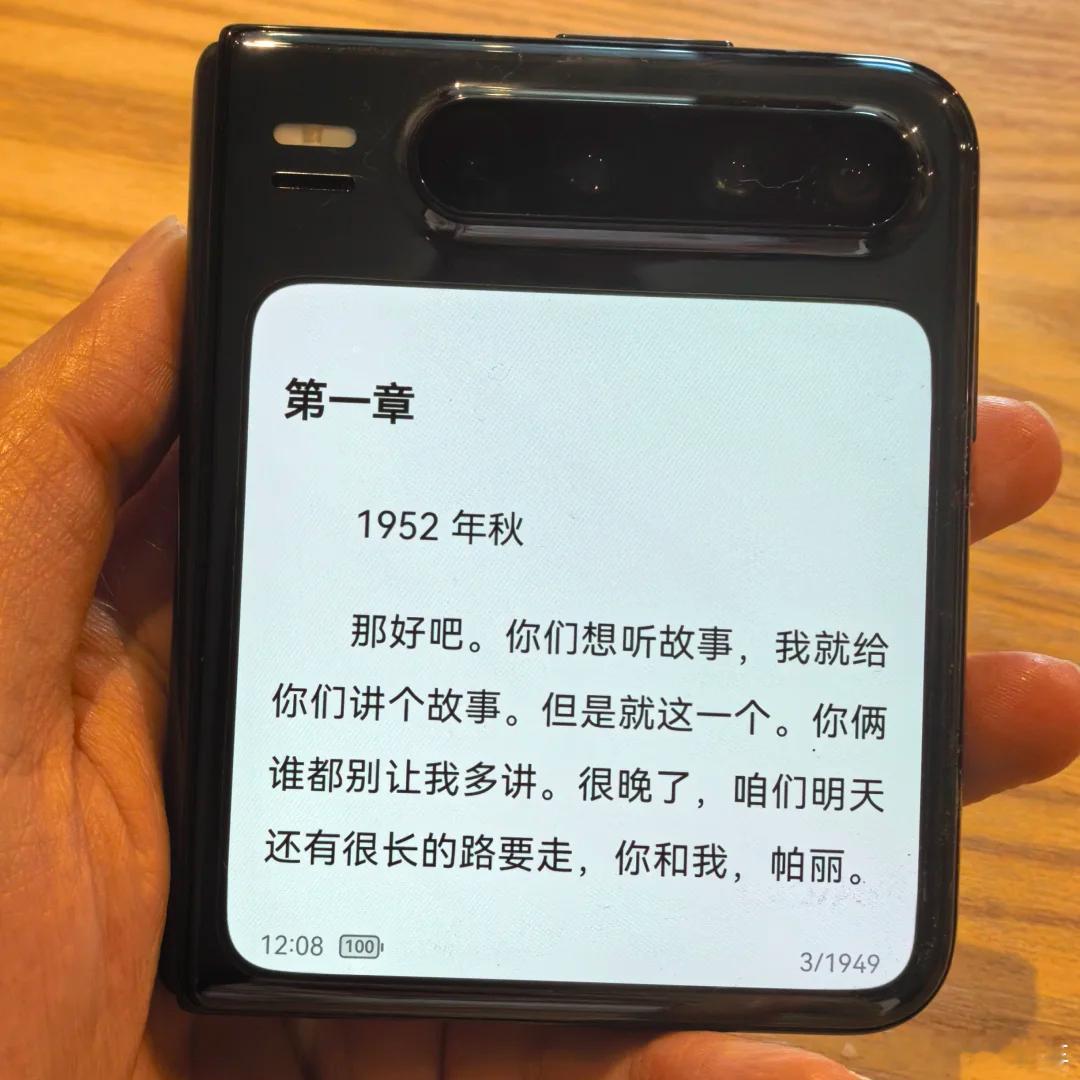 第一章
1952 年秋
那好吧。你们想听故事，我就给
你们讲个故事。但是就这一个。你俩
谁都别让我多讲。很晚了，咱们明天
还有很长的路要走，你和我，帕丽。
12:08 100 3/1949